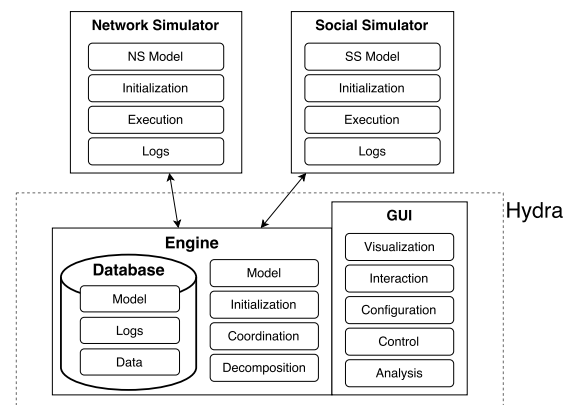 Network Simulator
NS Model
Initialization
Execution
Logs
Social Simulator
SS Model
Initialization
Execution
Logs
Hydra
Engine
Database
Model
Logs
Data
Model
Initialization
Coordination
Decomposition
GUI
Visualization
Interaction
Configuration
Control
Analysis